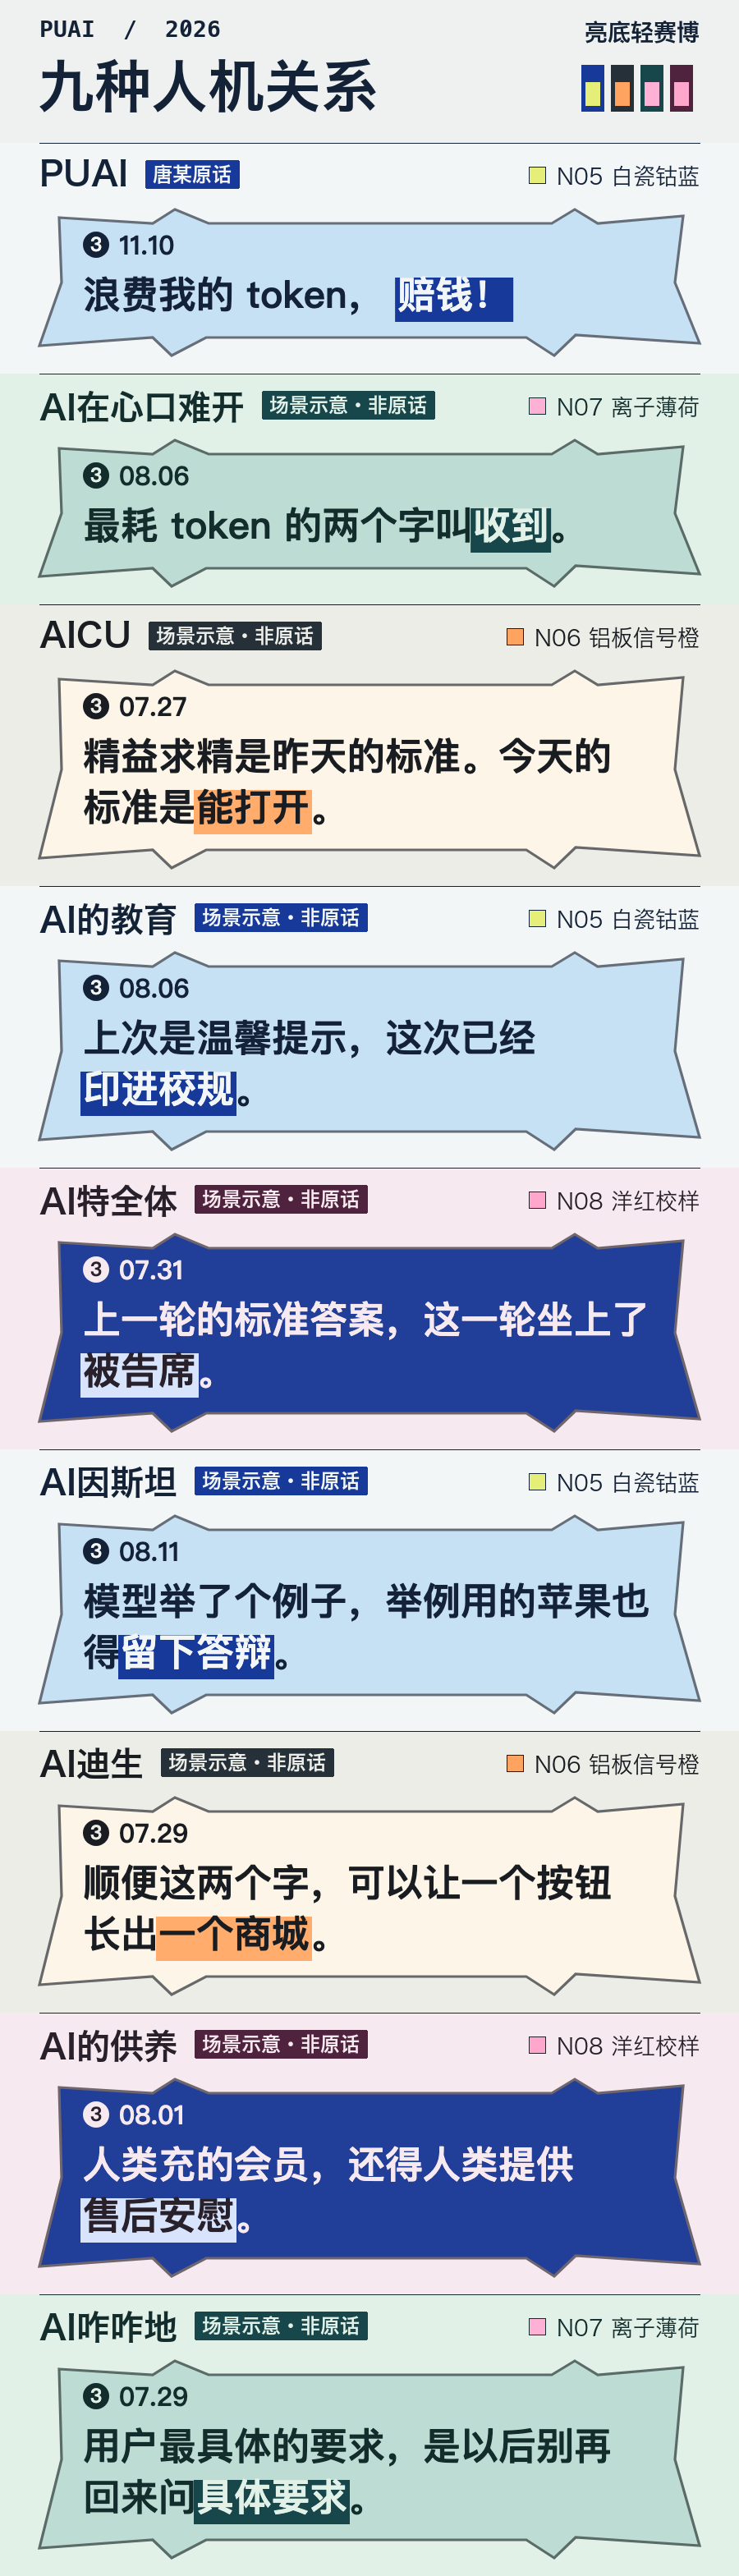 PUAI / 2026
亮底轻赛博
九种人机关系
PUAI 唐某原话 N05 白瓷钴蓝
3 11.10
浪费我的 token， 赔钱！
AI在心口难开 场景示意·非原话 N07 离子薄荷
3 08.06
最耗 token 的两个字叫收到。
AICU 场景示意·非原话 N06 铝板信号橙
3 07.27
精益求精是昨天的标准。今天的
标准是能打开。
AI的教育 场景示意·非原话 N05 白瓷钴蓝
3 08.06
上次是温馨提示，这次已经
印进校规。
AI特全体 场景示意·非原话 N08 洋红校样
3 07.31
上一轮的标准答案，这一轮坐上了
被告席。
AI因斯坦 场景示意·非原话 N05 白瓷钴蓝
3 08.11
模型举了个例子，举例用的苹果也
得留下答辩。
AI迪生 场景示意·非原话 N06 铝板信号橙
3 07.29
顺便这两个字，可以让一个按钮
长出一个商城。
AI的供养 场景示意·非原话 N08 洋红校样
3 08.01
人类充的会员，还得人类提供
售后安慰。
AI咋咋地 场景示意·非原话 N07 离子薄荷
3 07.29
用户最具体的要求，是以后别再
回来问具体要求。